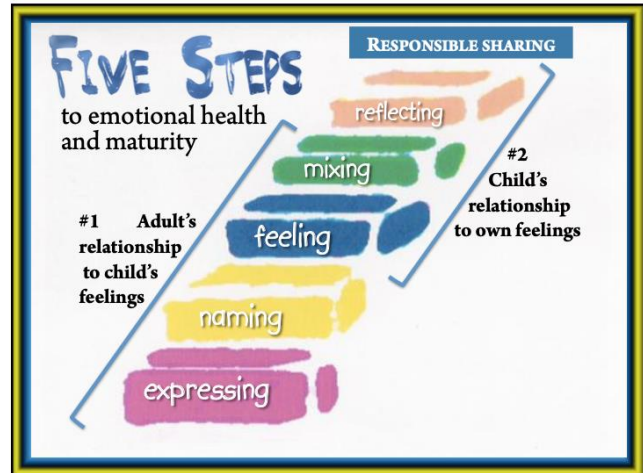 FIVE STEPS
to emotional health
and maturity
RESPONSIBLE SHARING
reflecting
mixing
feeling
naming
expressing
#1 Adult's
relationship
to child's
feelings
#2
Child's
relationship
to own feelings